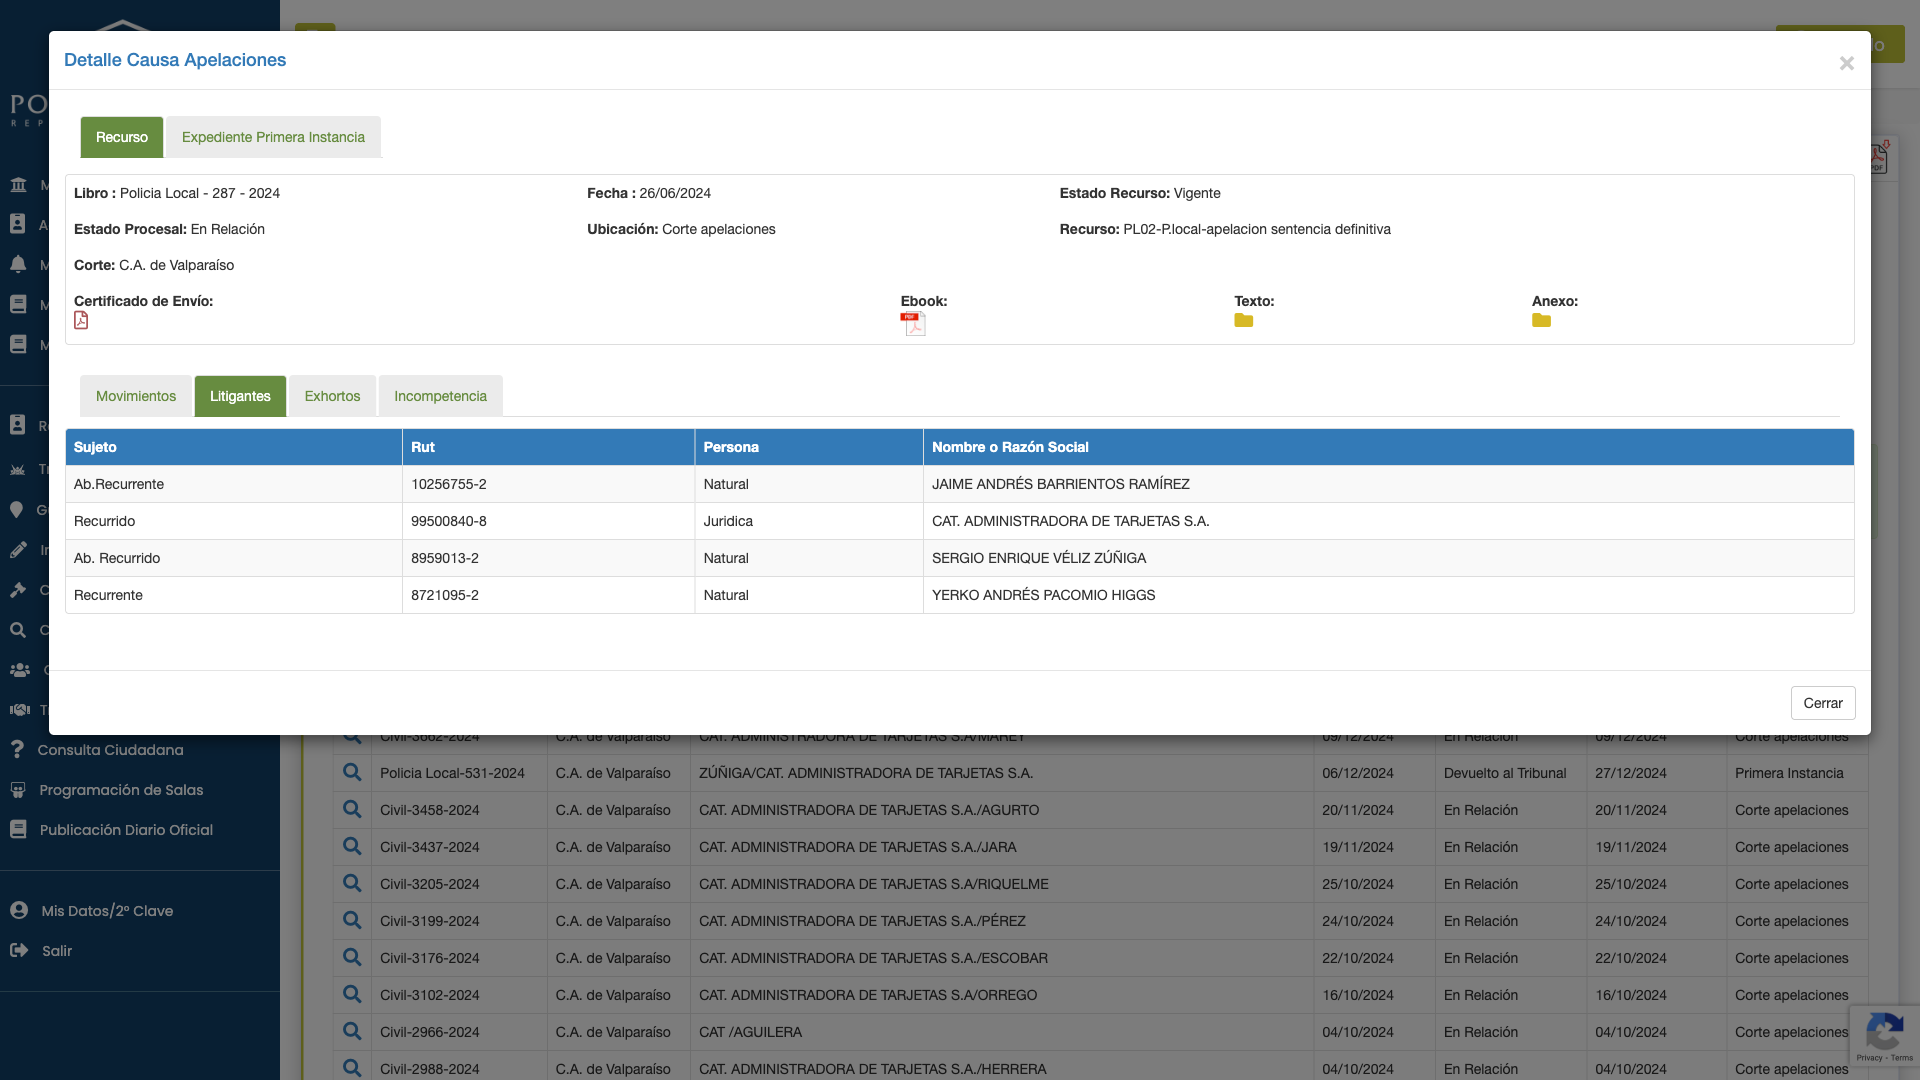 Detalle Causa Apelaciones
×
Recurso
Expediente Primera Instancia
Libro : Policia Local - 287 - 2024
Fecha : 26/06/2024
Estado Recurso: Vigente
Estado Procesal: En Relación
Ubicación: Corte apelaciones
Recurso: PL02-P.local-apelacion sentencia definitiva
Corte: C.A. de Valparaíso
Certificado de Envío:
Ebook:
Texto:
Anexo:
Movimientos
Litigantes
Exhortos
Incompetencia
Sujeto Rut Persona Nombre o Razón Social
Ab.Recurrente 10256755-2 Natural JAIME ANDRÉS BARRIENTOS RAMÍREZ
Recurrido 99500840-8 Juridica CAT. ADMINISTRADORA DE TARJETAS S.A.
Ab. Recurrido 8959013-2 Natural SERGIO ENRIQUE VÉLIZ ZÚÑIGA
Recurrente 8721095-2 Natural YERKO ANDRÉS PACOMIO HIGGS
Cerrar
Consulta Ciudadana
Programación de Salas
Publicación Diario Oficial
Mis Datos/2º Clave
Salir
Civil-3662-2024 C.A. de Valparaíso CAT. ADMINISTRADORA DE TARJETAS S.A/MAREY 09/12/2024 En Relación 09/12/2024 Corte apelaciones
Policia Local-531-2024 C.A. de Valparaíso ZÚÑIGA/CAT. ADMINISTRADORA DE TARJETAS S.A. 06/12/2024 Devuelto al Tribunal 27/12/2024 Primera Instancia
Civil-3458-2024 C.A. de Valparaíso CAT. ADMINISTRADORA DE TARJETAS S.A./AGURTO 20/11/2024 En Relación 20/11/2024 Corte apelaciones
Civil-3437-2024 C.A. de Valparaíso CAT. ADMINISTRADORA DE TARJETAS S.A./JARA 19/11/2024 En Relación 19/11/2024 Corte apelaciones
Civil-3205-2024 C.A. de Valparaíso CAT. ADMINISTRADORA DE TARJETAS S.A/RIQUELME 25/10/2024 En Relación 25/10/2024 Corte apelaciones
Civil-3199-2024 C.A. de Valparaíso CAT. ADMINISTRADORA DE TARJETAS S.A./PÉREZ 24/10/2024 En Relación 24/10/2024 Corte apelaciones
Civil-3176-2024 C.A. de Valparaíso CAT. ADMINISTRADORA DE TARJETAS S.A./ESCOBAR 22/10/2024 En Relación 22/10/2024 Corte apelaciones
Civil-3102-2024 C.A. de Valparaíso CAT. ADMINISTRADORA DE TARJETAS S.A/ORREGO 16/10/2024 En Relación 16/10/2024 Corte apelaciones
Civil-2966-2024 C.A. de Valparaíso CAT /AGUILERA 04/10/2024 En Relación 04/10/2024 Corte apelaciones
Civil-2988-2024 C.A. de Valparaíso CAT. ADMINISTRADORA DE TARJETAS S.A./HERRERA 04/10/2024 En Relación 04/10/2024 Corte apelaciones
Privacy - Terms